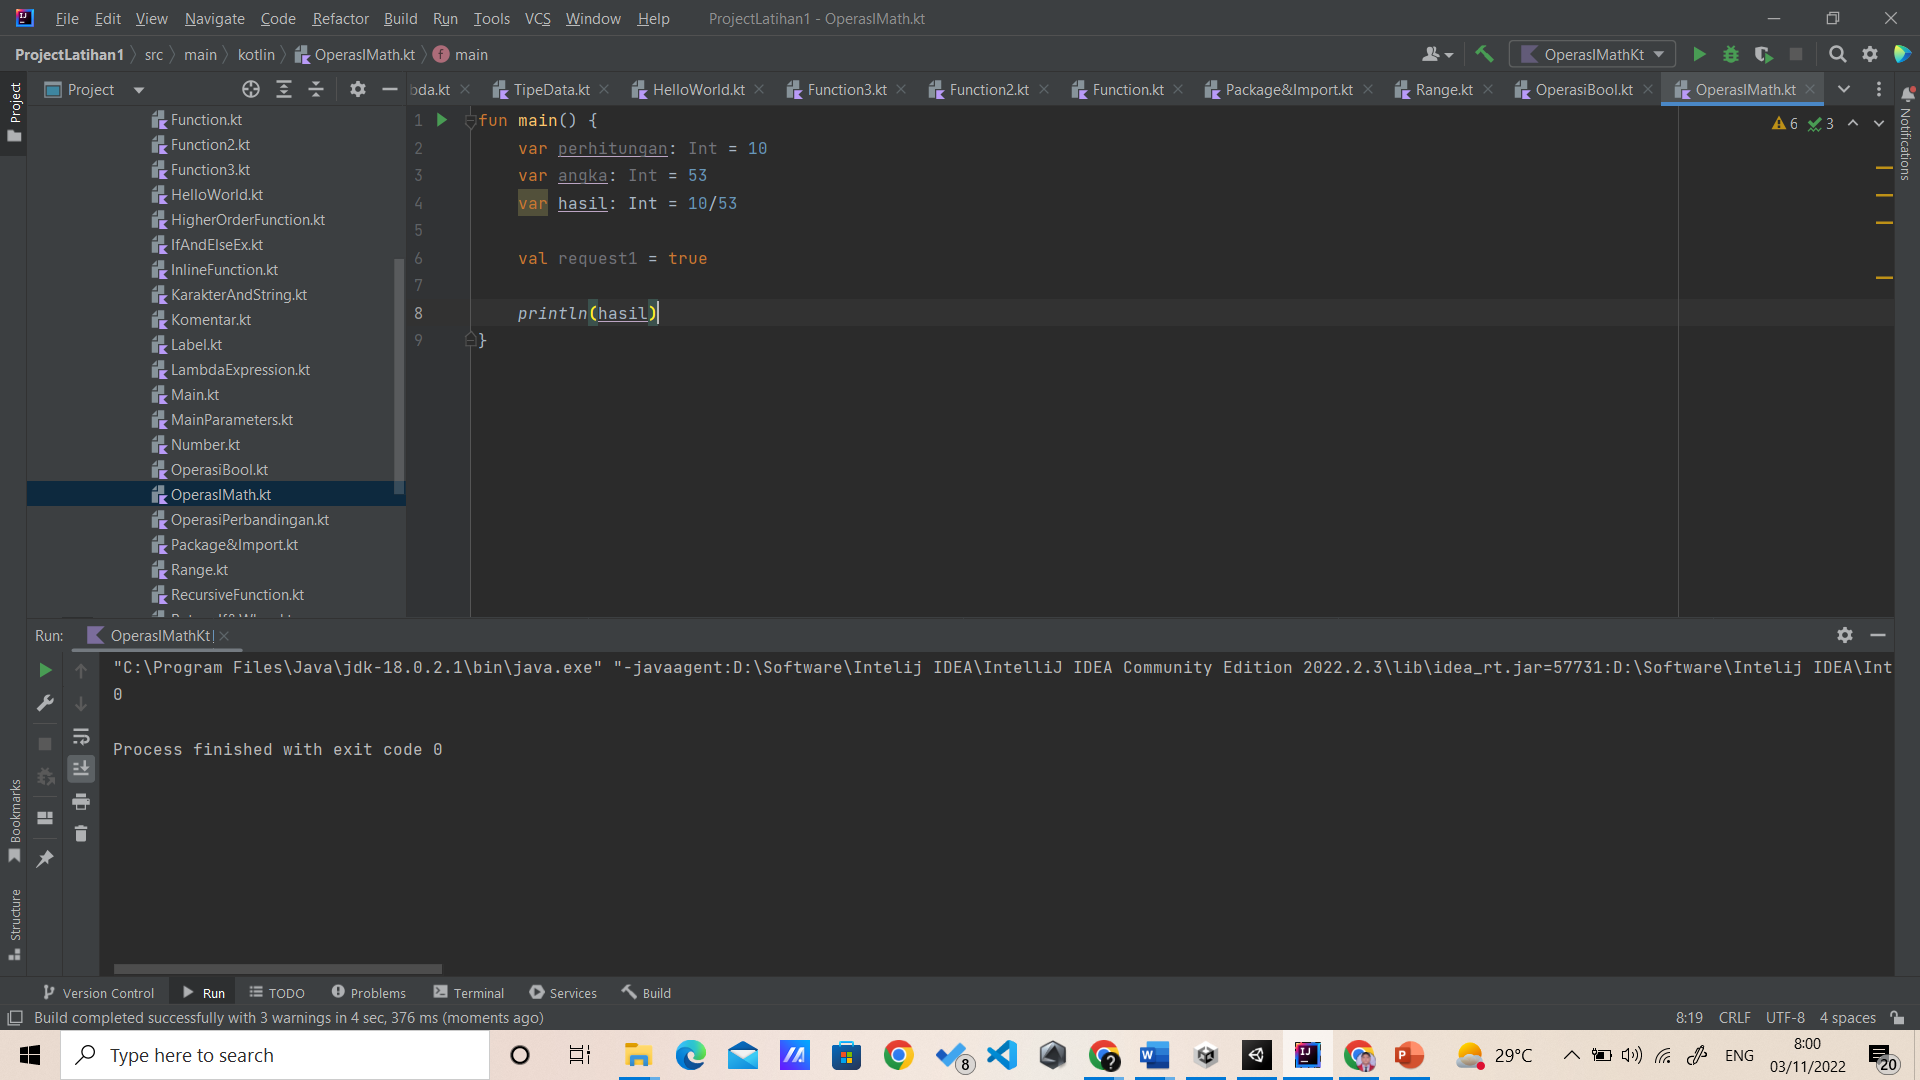 File Edit View Navigate Code Refactor Build Run Tools VCS Window Help ProjectLatihan1 - OperasIMath.kt
ProjectLatihan1 src main kotlin OperasIMath.kt main OperasIMathKt
Project bda.kt TipeData.kt HelloWorld.kt Function3.kt Function2.kt Function.kt Package&Import.kt Range.kt OperasiBool.kt OperasIMath.kt
Project
Notifications
Function.kt
Function2.kt
Function3.kt
HelloWorld.kt
HigherOrderFunction.kt
IfAndElseEx.kt
InlineFunction.kt
KarakterAndString.kt
Komentar.kt
Label.kt
LambdaExpression.kt
Main.kt
MainParameters.kt
Number.kt
OperasiBool.kt
OperasIMath.kt
OperasiPerbandingan.kt
Package&Import.kt
Range.kt
RecursiveFunction.kt
6 3
1 fun main() {
2 var perhitungan: Int = 10
3 var angka: Int = 53
4 var hasil: Int = 10/53
5
6 val request1 = true
7
8 println(hasil)
9 }
Run: OperasIMathKt
"C:\Program Files\Java\jdk-18.0.2.1\bin\java.exe" "-javaagent:D:\Software\Intelij IDEA\IntelliJ IDEA Community Edition 2022.2.3\lib\idea_rt.jar=57731:D:\Software\Intelij IDEA\Int
0
Process finished with exit code 0
Bookmarks
Structure
Version Control Run TODO Problems Terminal Services Build
Build completed successfully with 3 warnings in 4 sec, 376 ms (moments ago) 8:19 CRLF UTF-8 4 spaces
Type here to search 8 29°C ENG 8:00
03/11/2022 20